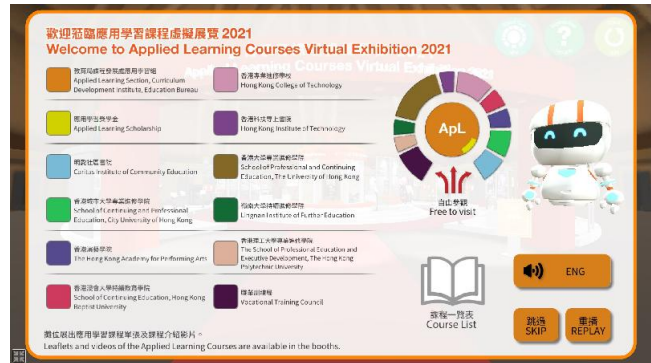 歡迎蒞臨應用學習課程虛擬展覽 2021
Welcome to Applied Learning Courses Virtual Exhibition 2021
教育局課程發展處應用學習組
Applied Learning Section, Curriculum
Development Institute, Education Bureau
應用學習獎學金
Applied Learning Scholarship
明愛社區書院
Caritas Institute of Community Education
香港城市大學專業進修學院
School of Continuing and Professional
Education, City University of Hong Kong
香港演藝學院
The Hong Kong Academy for Performing Arts
香港浸會大學持續教育學院
School of Continuing Education, Hong Kong
Baptist University
香港專業進修學校
Hong Kong College of Technology
香港科技專上書院
Hong Kong Institute of Technology
香港大學專業進修學院
School of Professional and Continuing
Education, The University of Hong Kong
嶺南大學持續進修學院
Lingnan Institute of Further Education
香港理工大學專業進修學院
The School of Professional Education and
Executive Development, The Hong Kong
Polytechnic University
職業訓練局
Vocational Training Council
ApL
自由參觀
Free to visit
課程一覽表
Course List
ENG
跳過
SKIP
重播
REPLAY
攤位展出應用學習課程單張及課程介紹影片。
Leaflets and videos of the Applied Learning Courses are available in the booths.